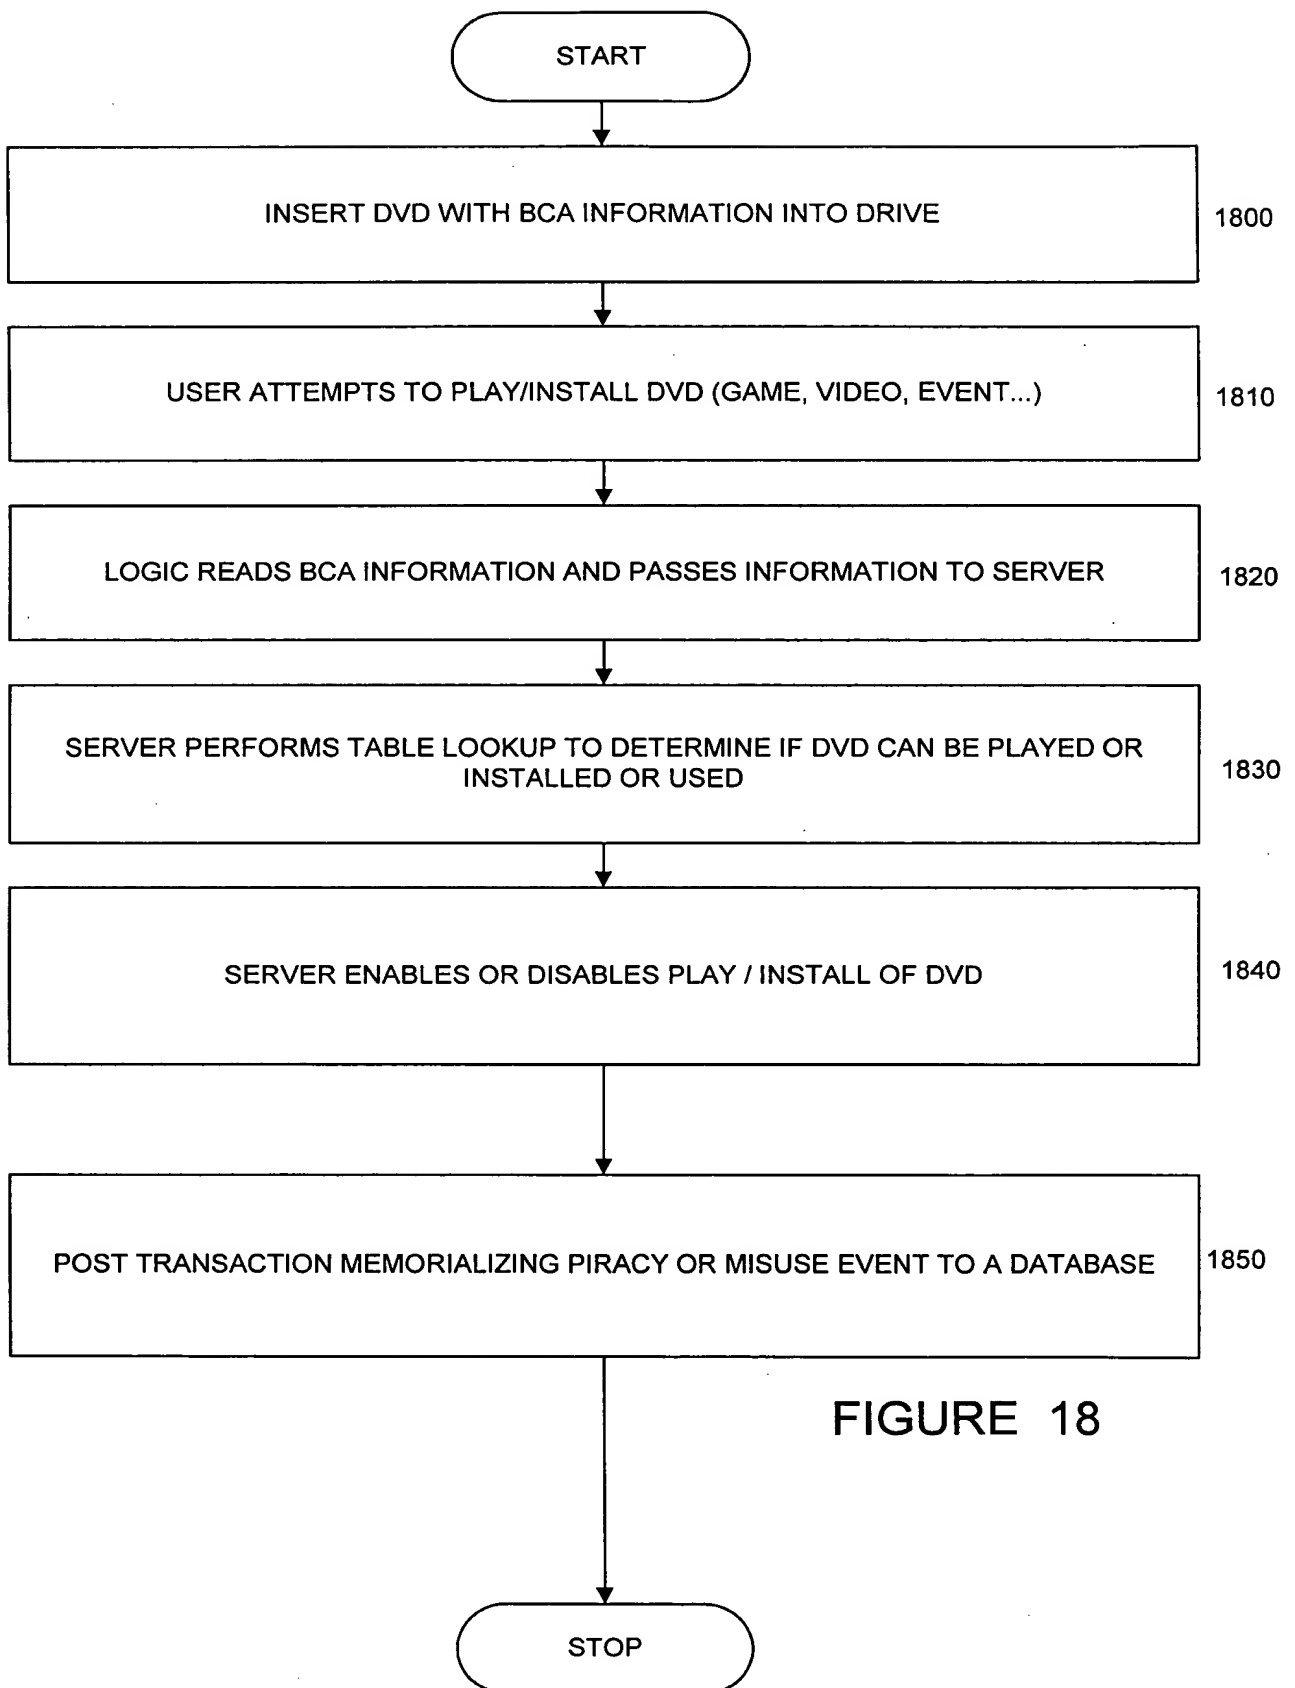 START
INSERT DVD WITH BCA INFORMATION INTO DRIVE
1800
USER ATTEMPTS TO PLAY/INSTALL DVD (GAME, VIDEO, EVENT...)
1810
LOGIC READS BCA INFORMATION AND PASSES INFORMATION TO SERVER
1820
SERVER PERFORMS TABLE LOOKUP TO DETERMINE IF DVD CAN BE PLAYED OR
INSTALLED OR USED
1830
SERVER ENABLES OR DISABLES PLAY / INSTALL OF DVD
1840
POST TRANSACTION MEMORIALIZING PIRACY OR MISUSE EVENT TO A DATABASE
1850
FIGURE 18
STOP